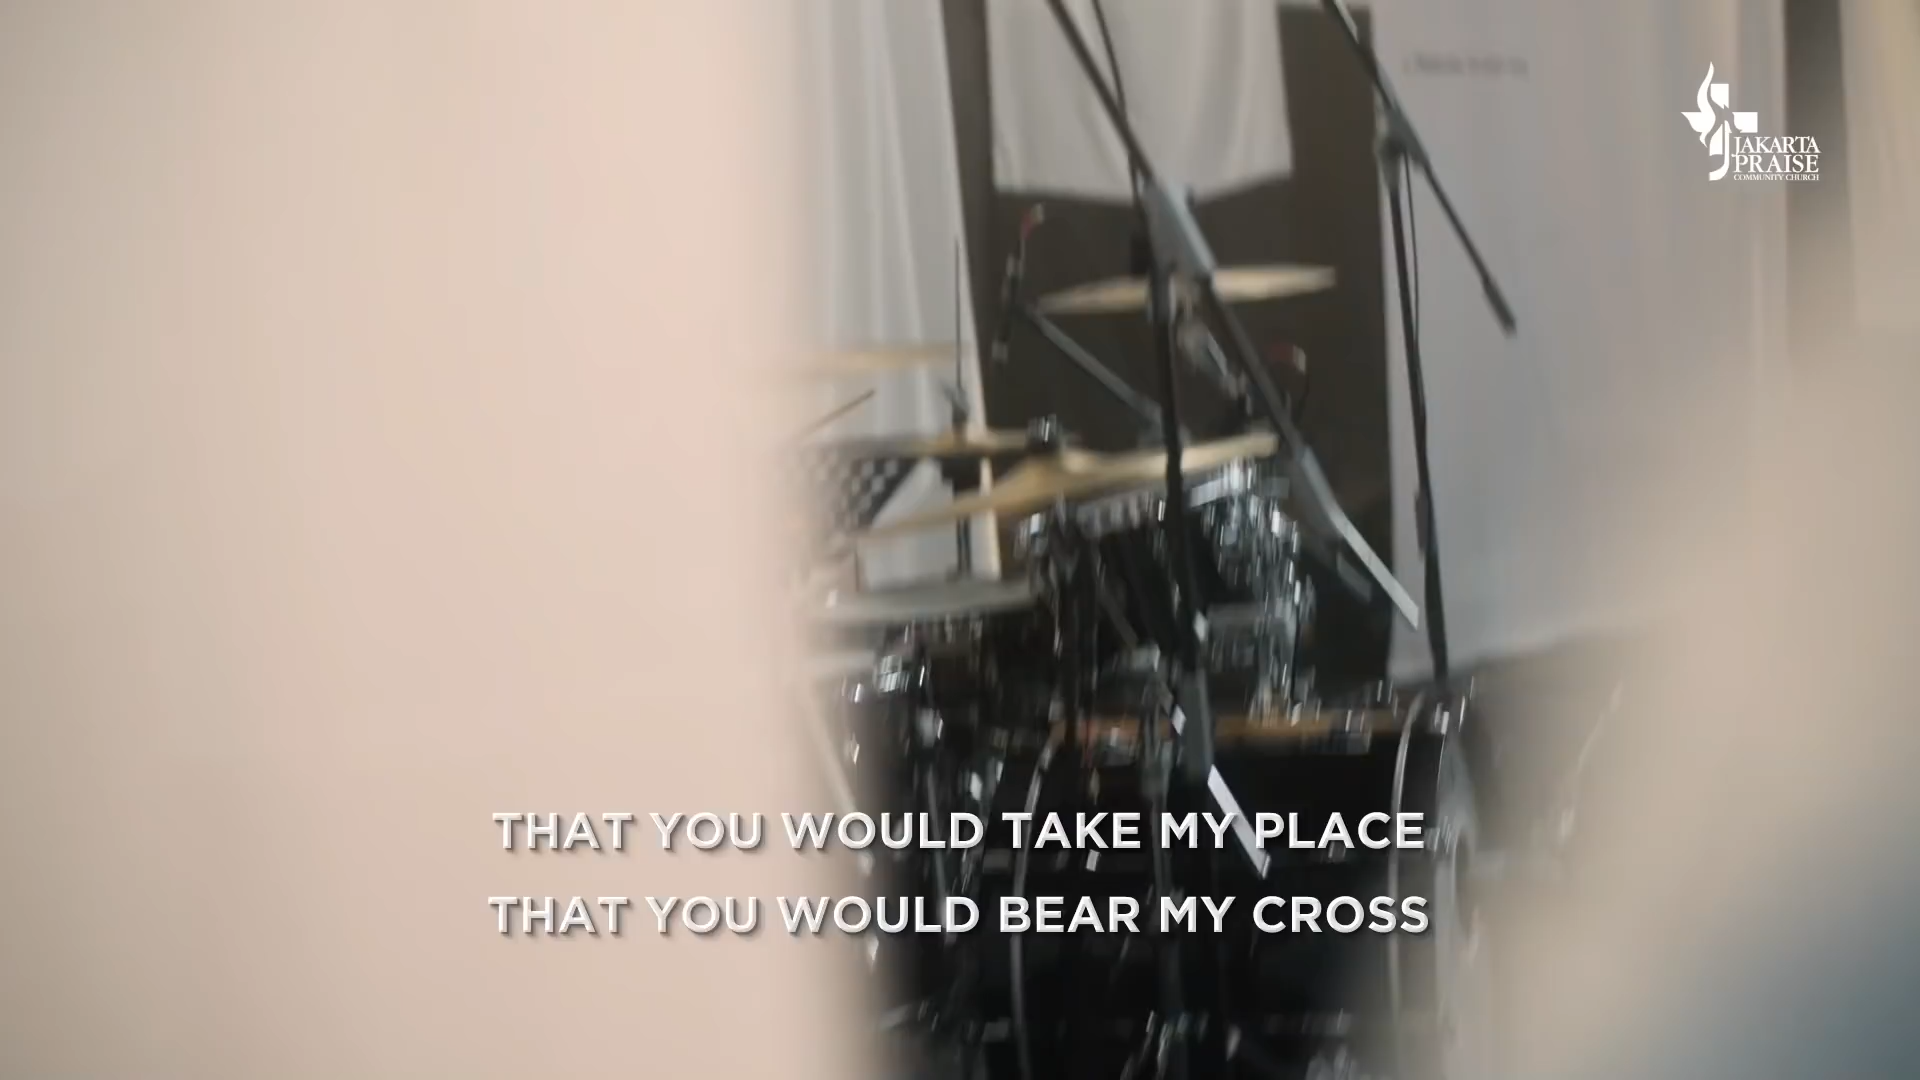 JAKARTA
PRAISE
COMMUNITY CHURCH
THAT YOU WOULD TAKE MY PLACE
THAT YOU WOULD BEAR MY CROSS